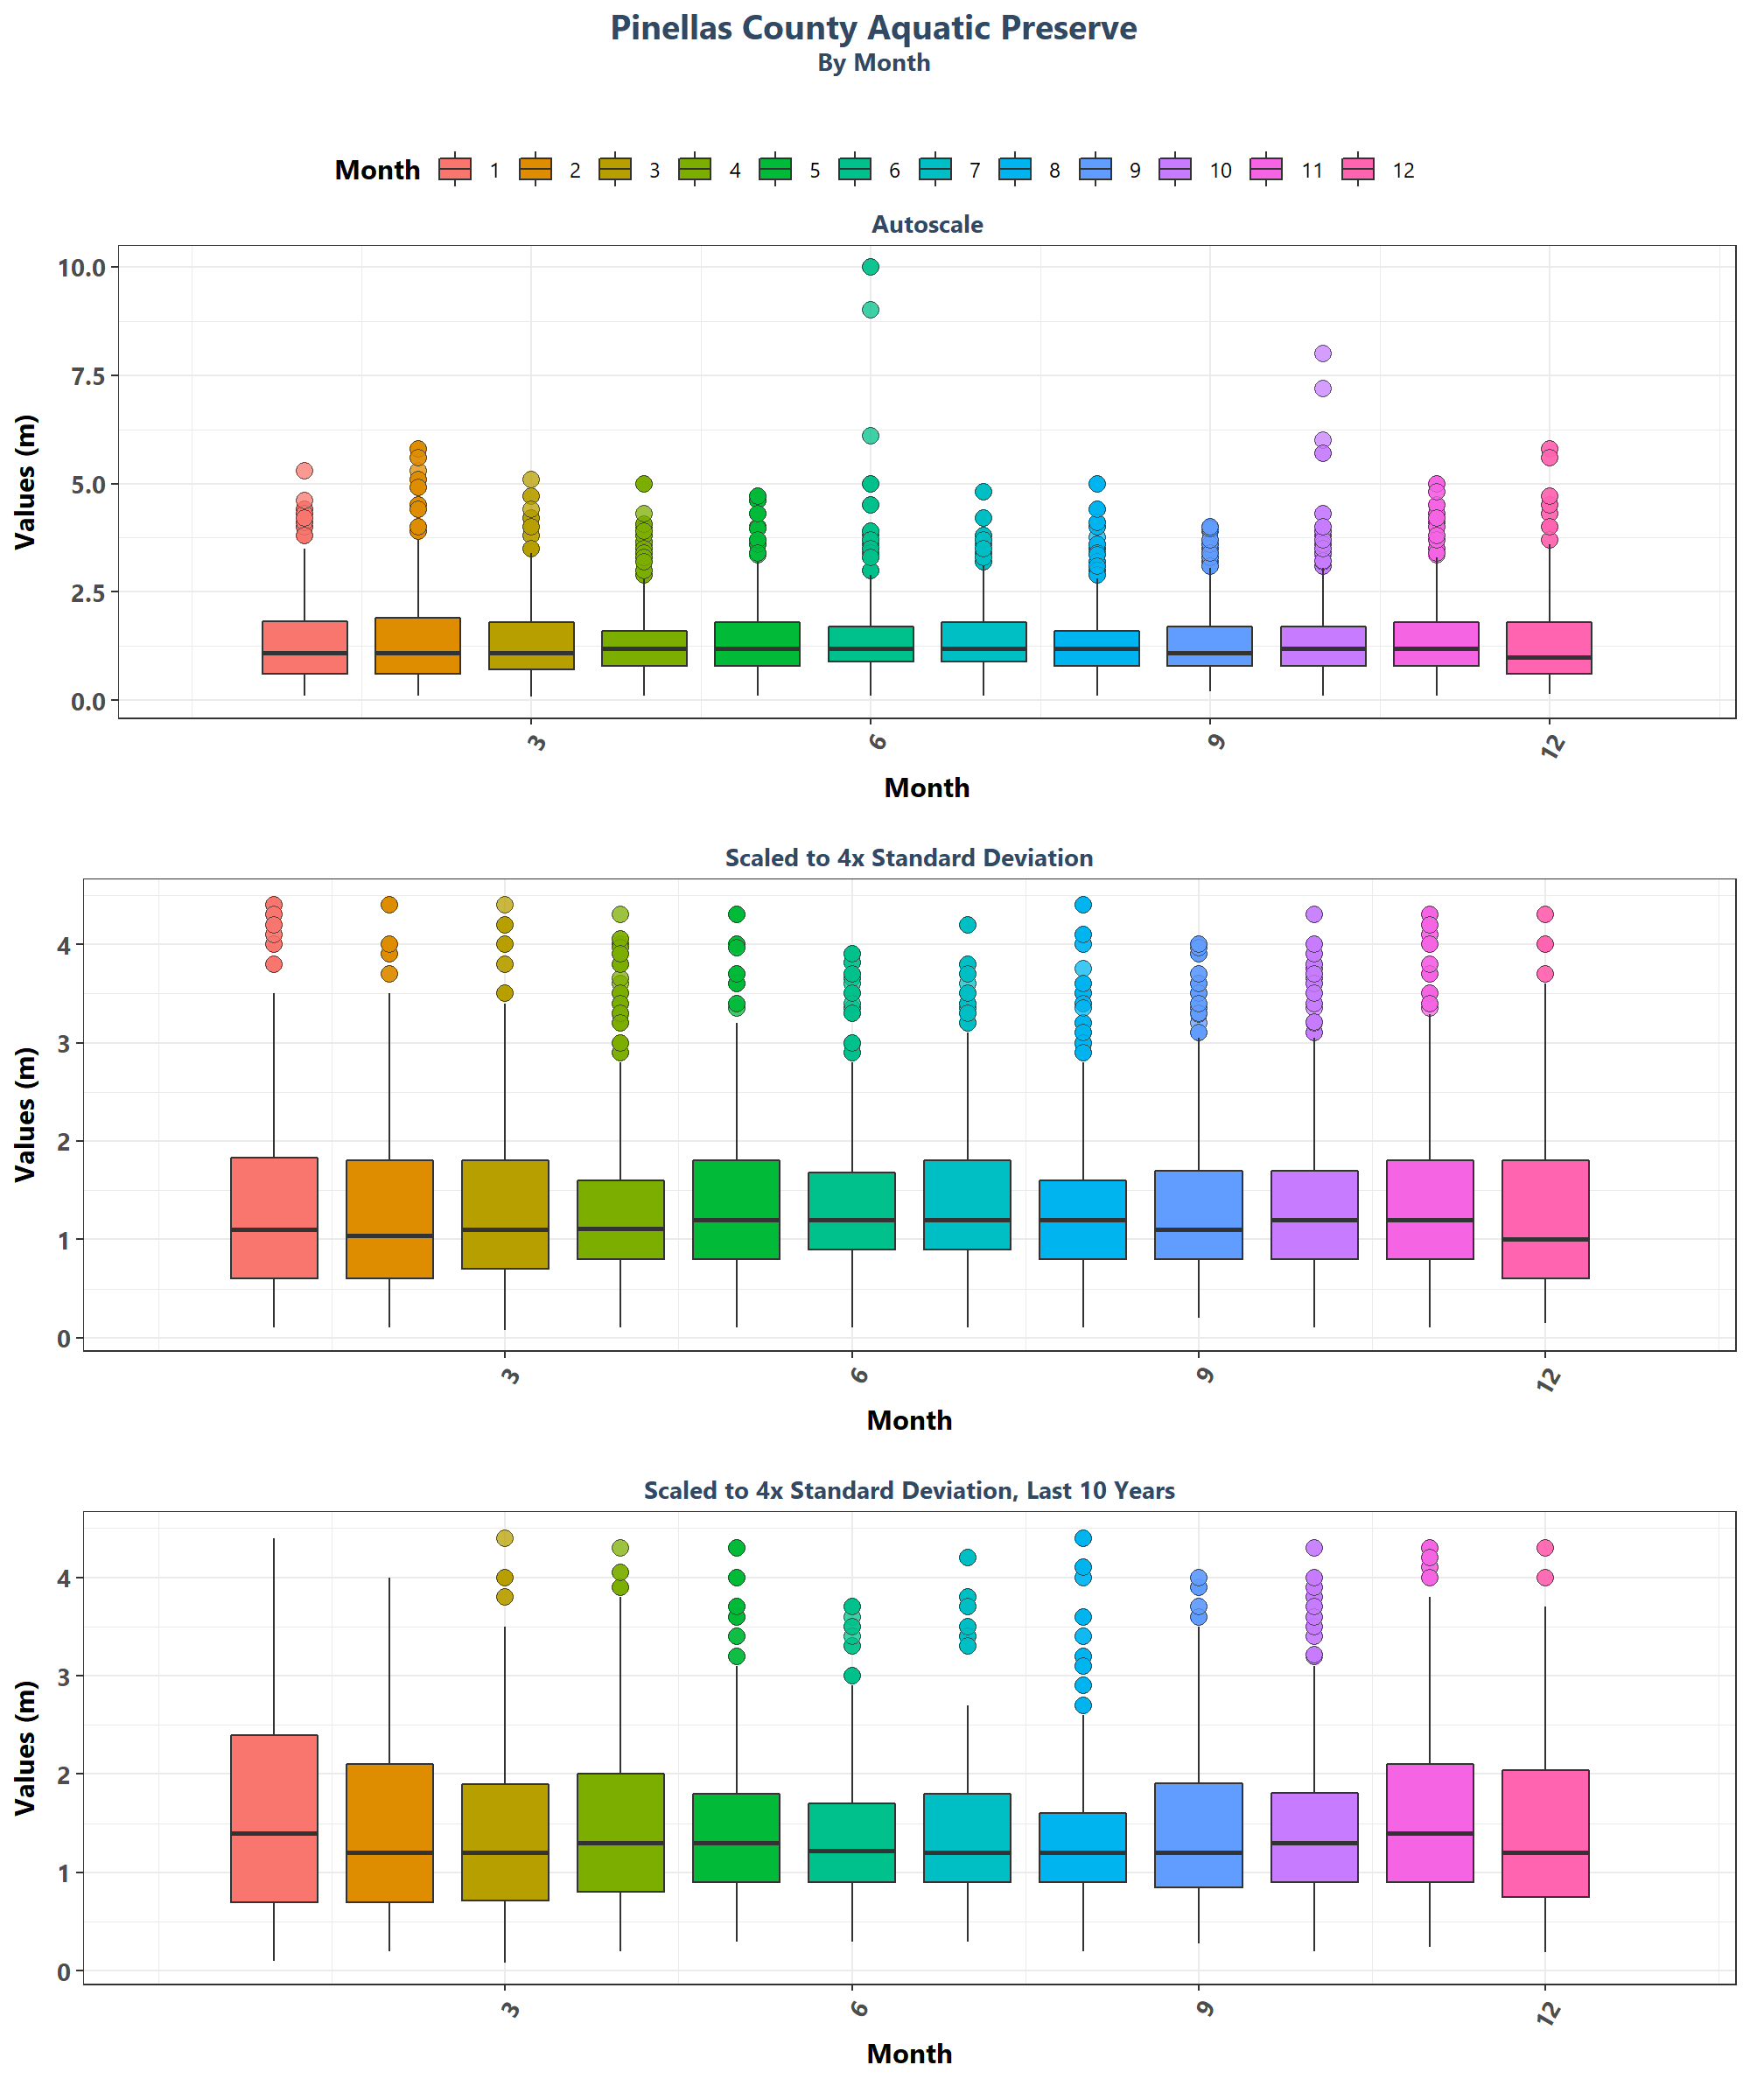 Pinellas County Aquatic Preserve
By Month
Month 1 2 3 4 5 6 7 8 9 10 11 12
Autoscale
10.0
7.5
5.0
2.5
0.0
Values (m)
3 6 9 12
Month
Scaled to 4x Standard Deviation
4
3
2
1
0
Values (m)
3 6 9 12
Month
Scaled to 4x Standard Deviation, Last 10 Years
4
3
2
1
0
Values (m)
3 6 9 12
Month